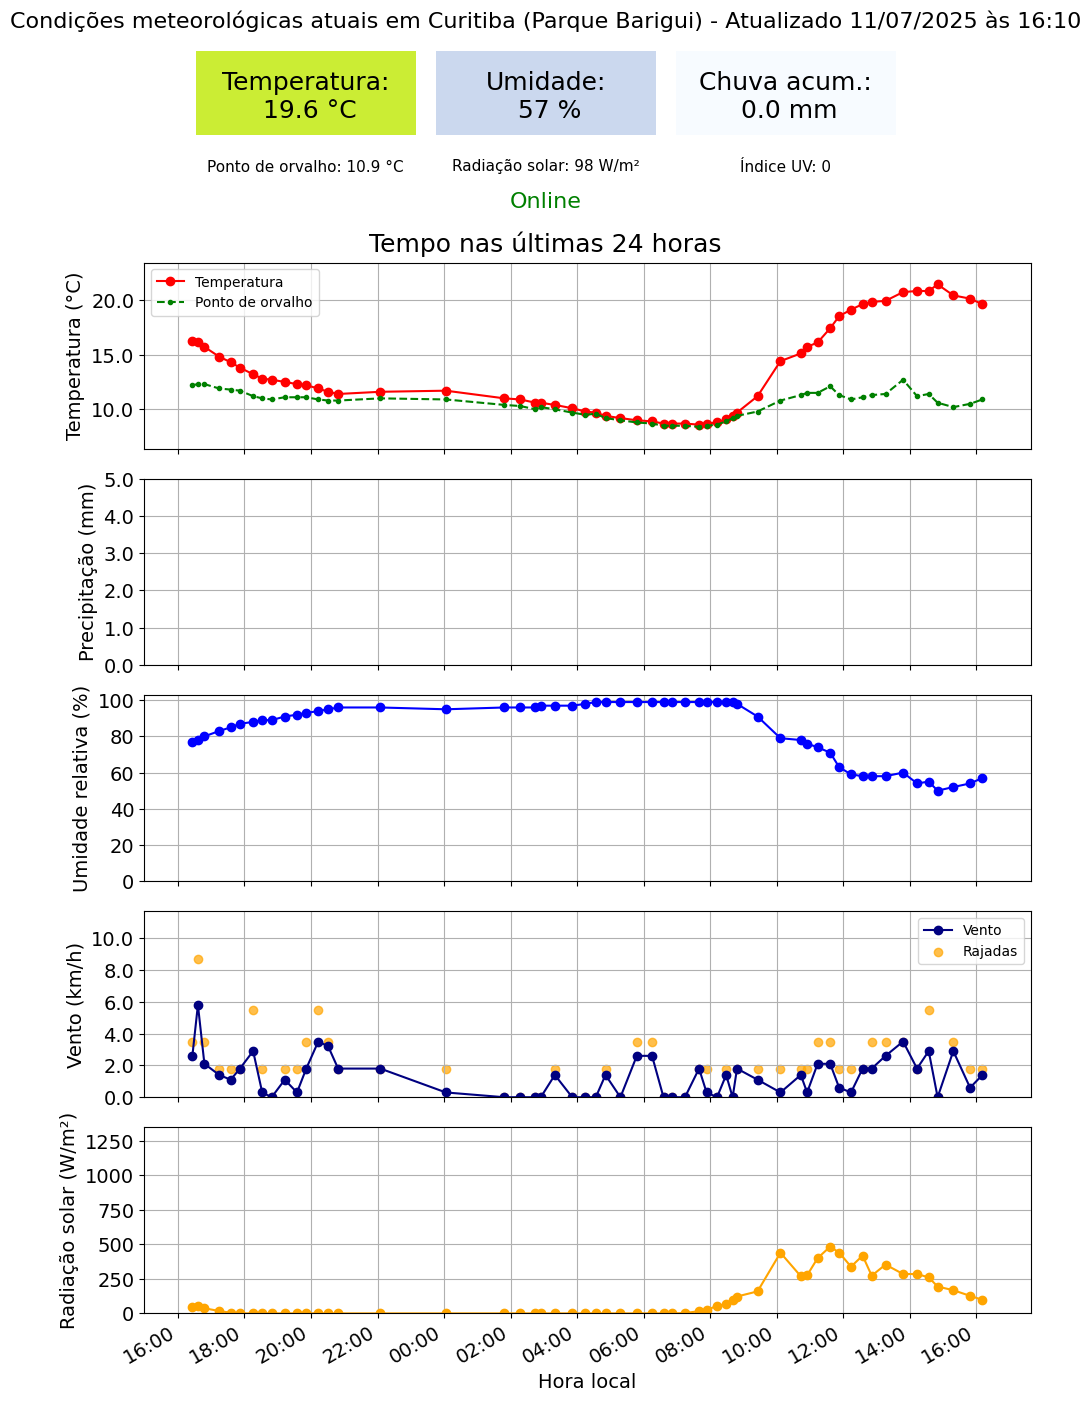 Condições meteorológicas atuais em Curitiba (Parque Barigui) - Atualizado 11/07/2025 às 16:10
Temperatura:
19.6 °C
Umidade:
57 %
Chuva acum.:
0.0 mm
Ponto de orvalho: 10.9 °C
Radiação solar: 98 W/m²
Índice UV: 0
Online
Tempo nas últimas 24 horas
Temperatura (°C)
20.0
15.0
10.0
Temperatura
Ponto de orvalho
Precipitação (mm)
5.0
4.0
3.0
2.0
1.0
0.0
Umidade relativa (%)
100
80
60
40
20
0
Vento (km/h)
10.0
8.0
6.0
4.0
2.0
0.0
Vento
Rajadas
Radiação solar (W/m²)
1250
1000
750
500
250
0
16:00
18:00
20:00
22:00
00:00
02:00
04:00
06:00
08:00
10:00
12:00
14:00
16:00
Hora local